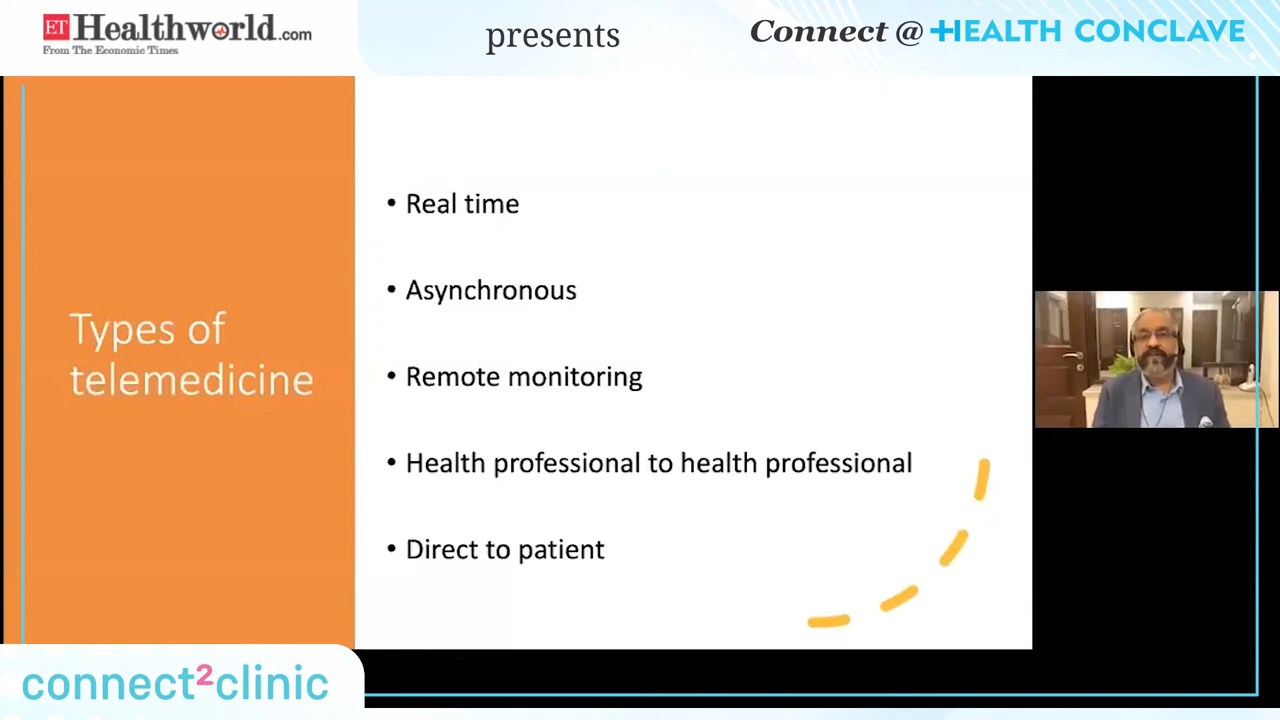 ET Healthworld.com
From The Economic Times
presents
Connect @ HEALTH CONCLAVE
Types of
telemedicine
• Real time
• Asynchronous
• Remote monitoring
• Health professional to health professional
• Direct to patient
connect²clinic